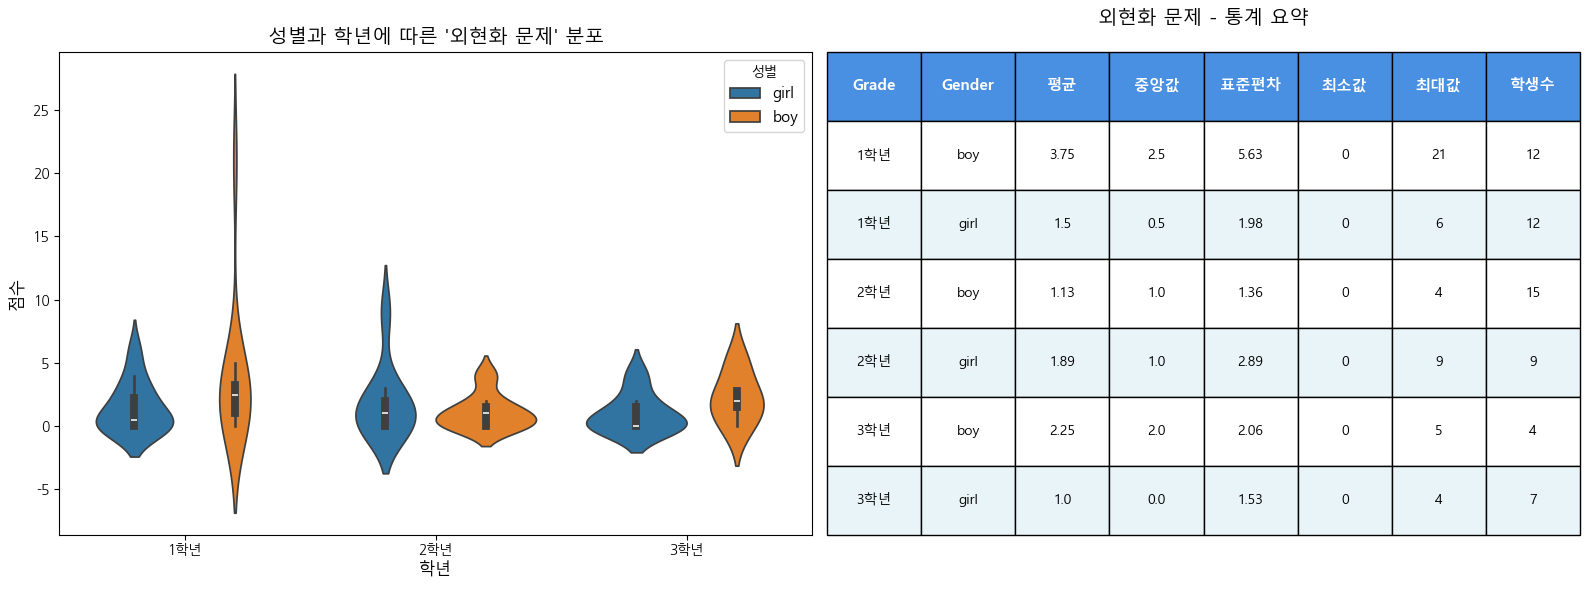 성별과 학년에 따른 '외현화 문제' 분포
점수
25
20
15
10
5
0
-5
성별
girl
boy
1학년 2학년 3학년
학년
외현화 문제 - 통계 요약
Grade Gender 평균 중앙값 표준편차 최소값 최대값 학생수
1학년 boy 3.75 2.5 5.63 0 21 12
1학년 girl 1.5 0.5 1.98 0 6 12
2학년 boy 1.13 1.0 1.36 0 4 15
2학년 girl 1.89 1.0 2.89 0 9 9
3학년 boy 2.25 2.0 2.06 0 5 4
3학년 girl 1.0 0.0 1.53 0 4 7